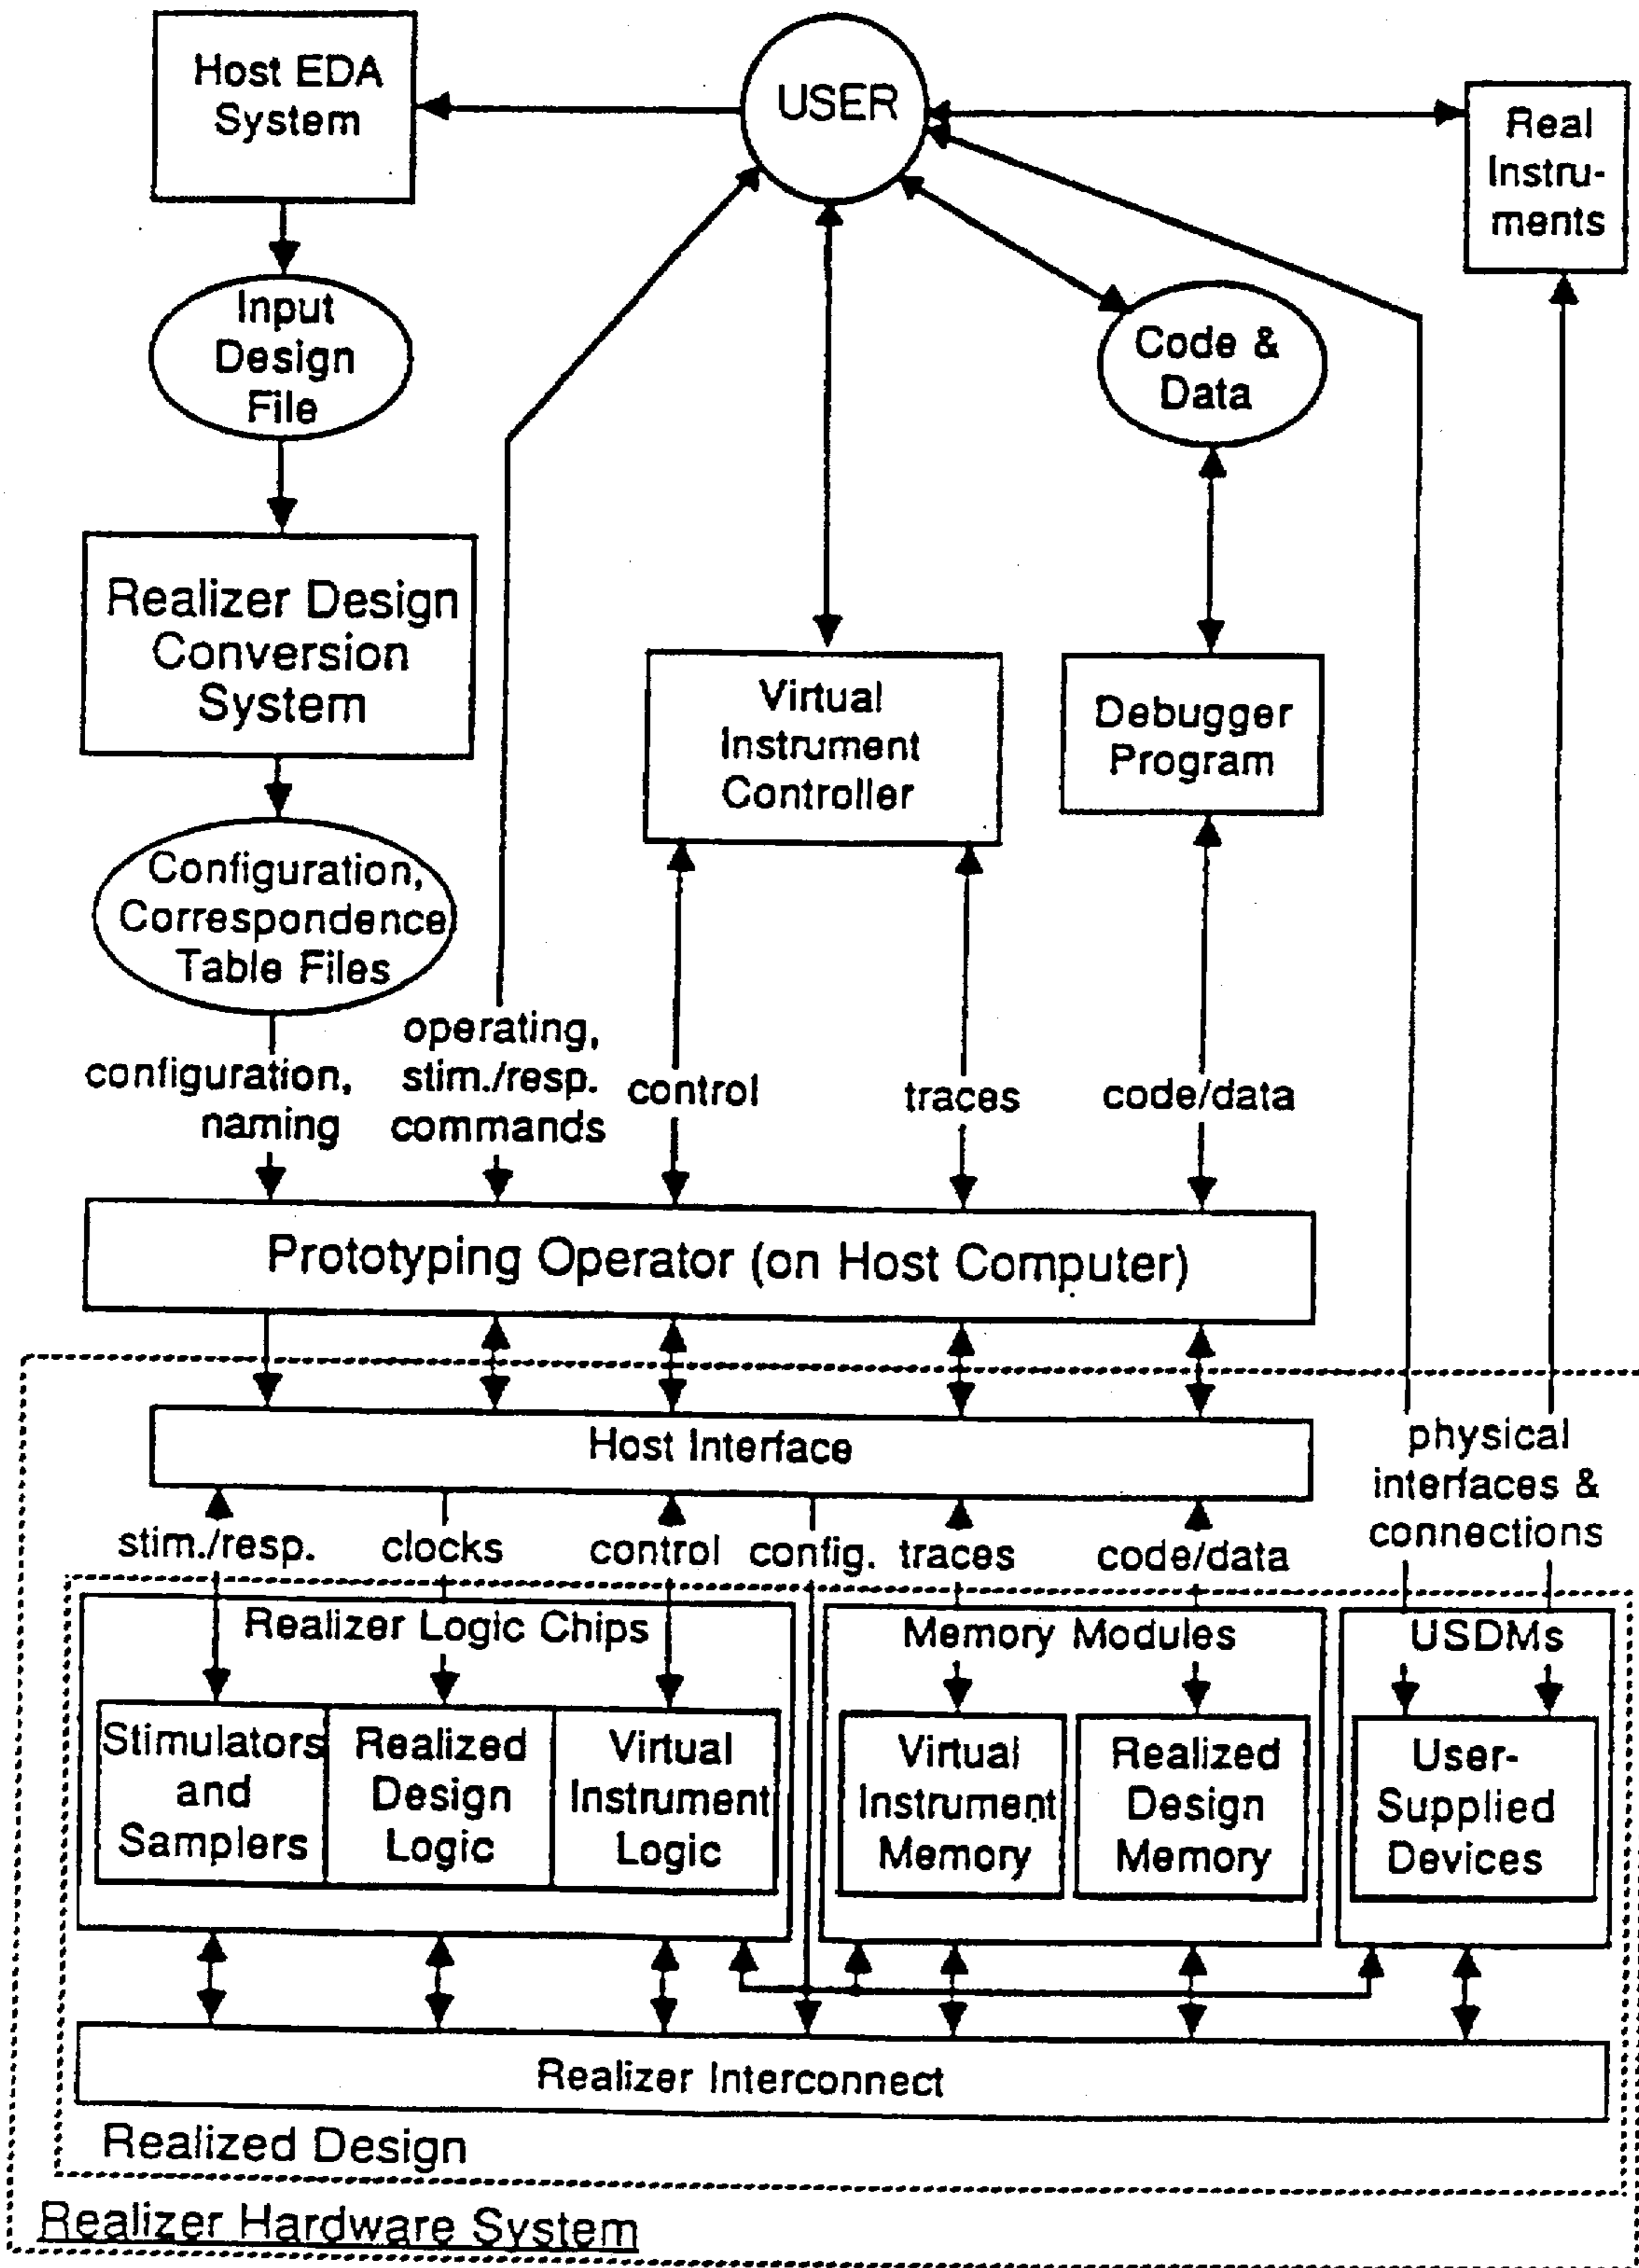 Host EDA
System
USER
Real
Instru-
ments
Input
Design
File
Code &
Data
Realizer Design
Conversion
System
Virtual
Instrument
Controller
Debugger
Program
Configuration,
Correspondence
Table Files
configuration,
naming
operating,
stim./resp.
commands
control
traces
code/data
Prototyping Operator (on Host Computer)
Host Interface
physical
interfaces &
connections
stim./resp.
clocks
control
config.
traces
code/data
Realizer Logic Chips
Memory Modules
USDMs
Stimulators
and
Samplers
Realized
Design
Logic
Virtual
Instrument
Logic
Virtual
Instrument
Memory
Realized
Design
Memory
User-
Supplied
Devices
Realizer Interconnect
Realized Design
Realizer Hardware System